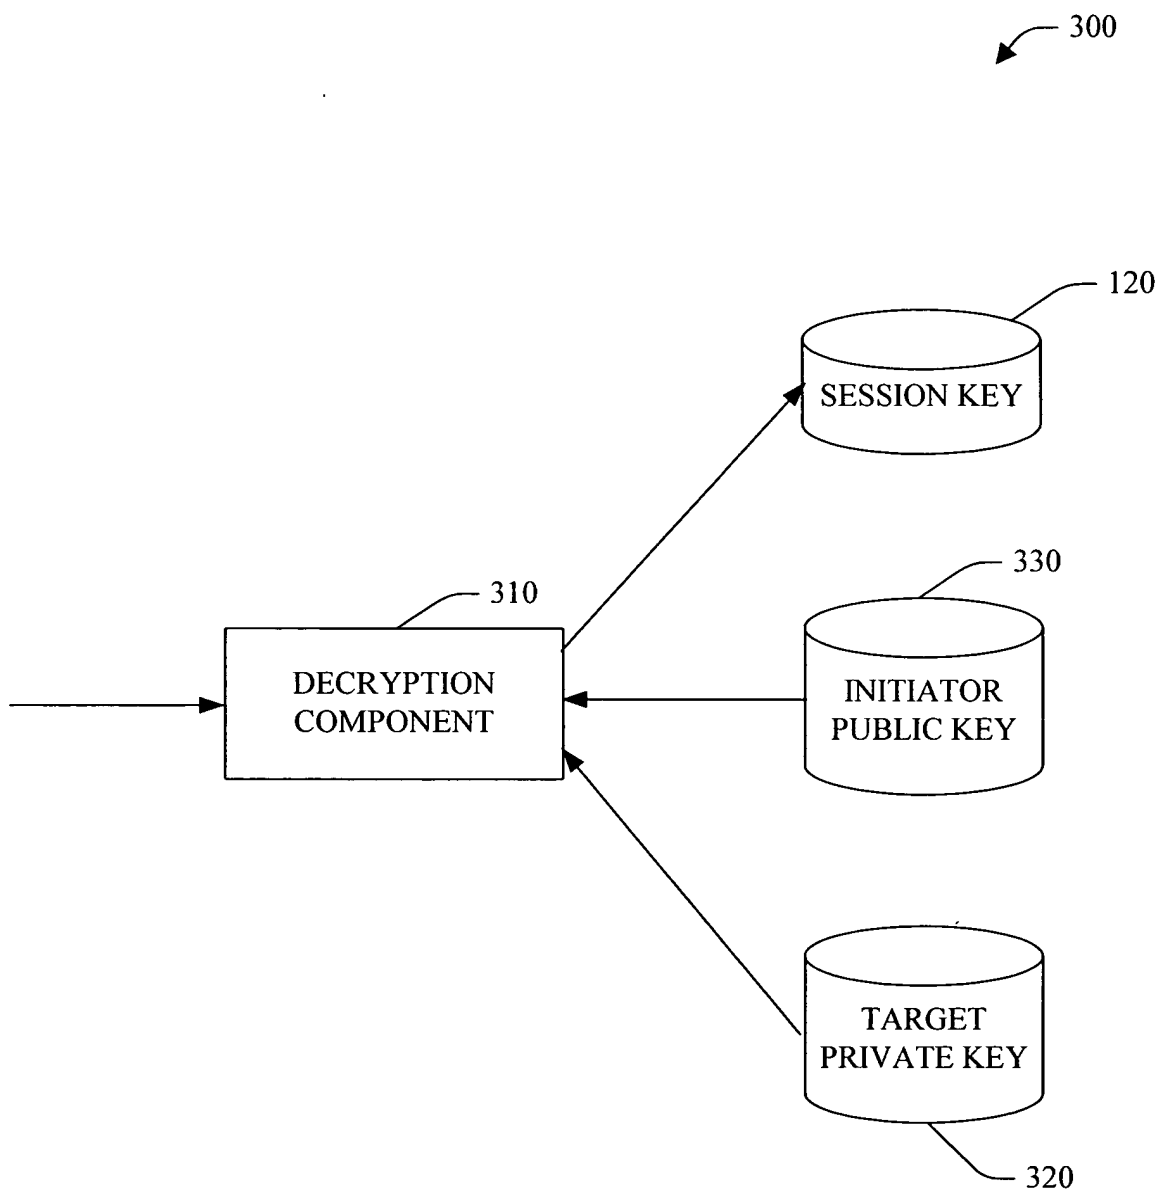 300
120
SESSION KEY
330
310
DECRYPTION
COMPONENT
INITIATOR
PUBLIC KEY
TARGET
PRIVATE KEY
320